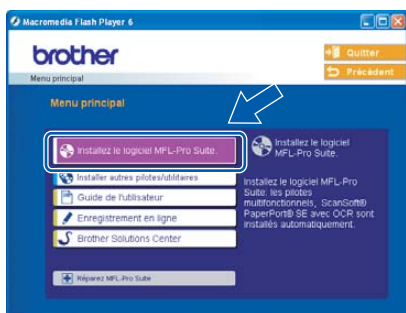 Macromedia Flash Player 6
brother
Quitter
Précédent
Menu principal
Menu principal
Installez le logiciel MFL-Pro Suite.
Installer autres pilotes/utilitaires
Guide de l'utilisateur
Enregistrement en ligne
Brother Solutions Center
Réparez MFL-Pro Suite
Installez le logiciel
MFL-Pro Suite.
Installez le logiciel MFL-Pro
Suite: les pilotes
multifonctionnels, ScanSoft®
PaperPort® SE avec OCR sont
installés automatiquement.